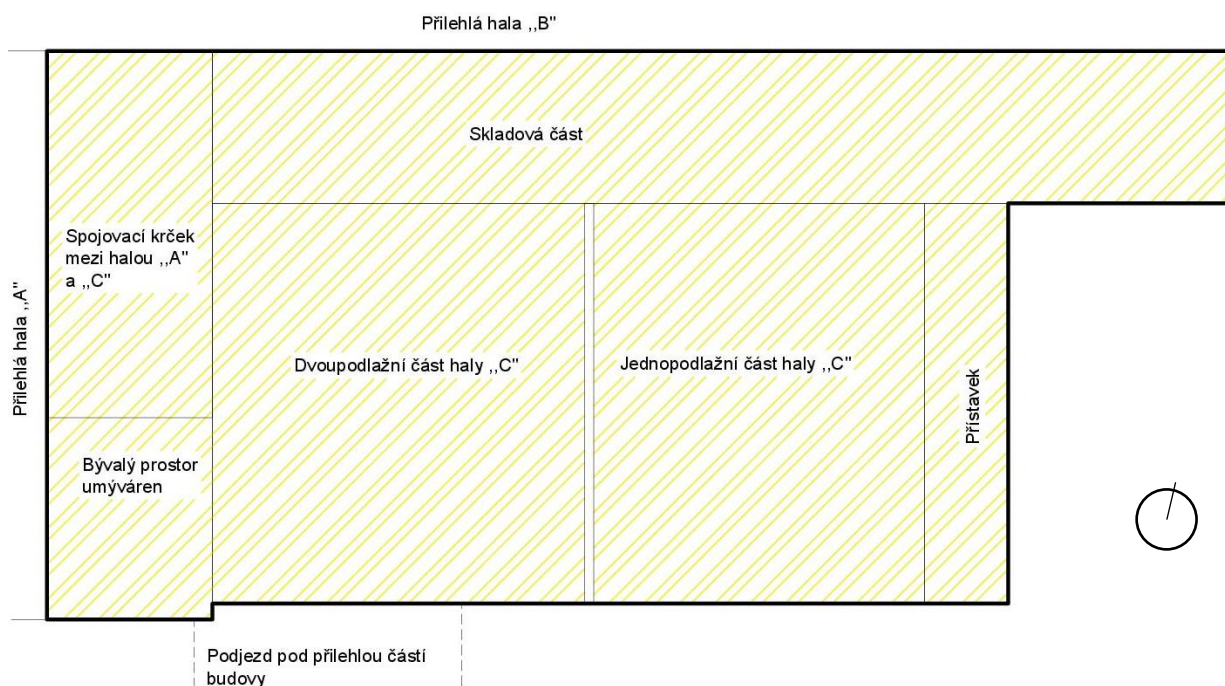 Přilehlá hala ,,B"
Skladová část
Spojovací krček
mezi halou ,,A"
a ,,C"
Přilehlá hala ,,A"
Dvoupodlažní část haly ,,C"
Jednopodlažní část haly ,,C"
Přístavek
Bývalý prostor
umýváren
Podjezd pod přilehlou částí
budovy